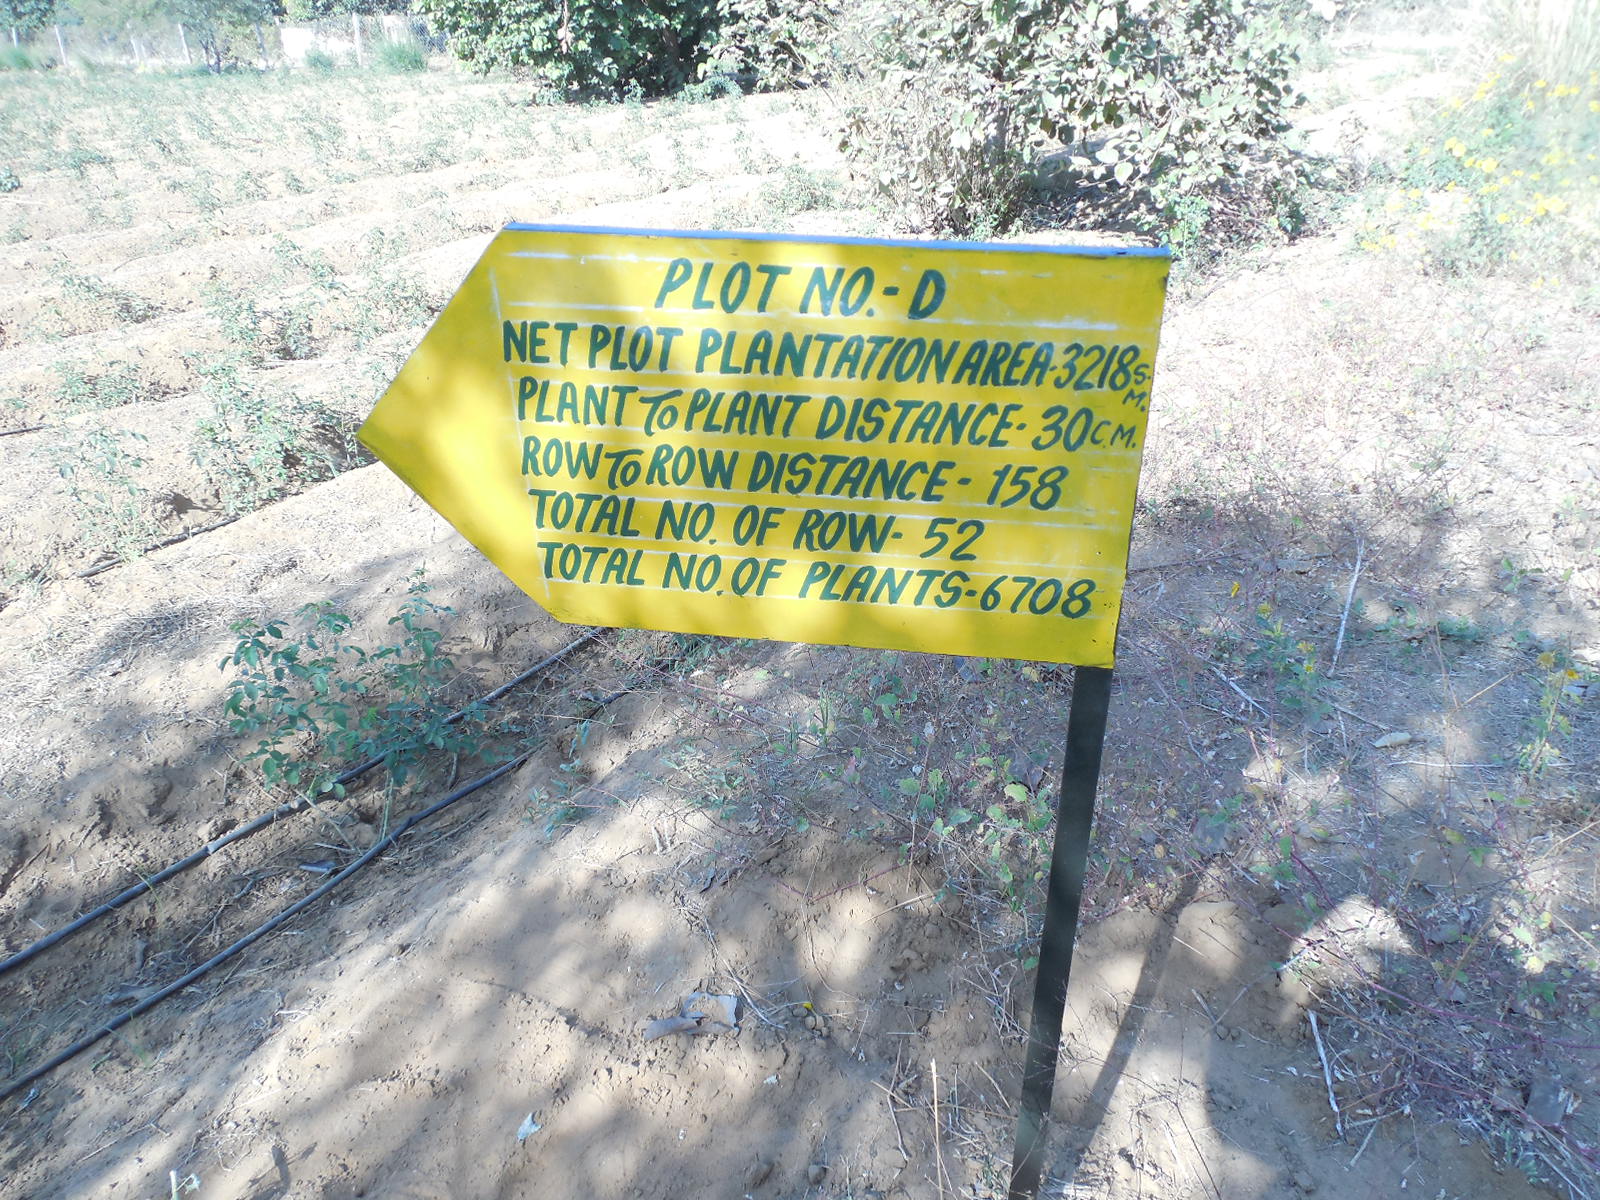 PLOT NO.- D
NET PLOT PLANTATION AREA-3218 S.M.
PLANT To PLANT DISTANCE- 30 C.M.
ROW To ROW DISTANCE - 158
TOTAL NO. OF ROW- 52
TOTAL NO. OF PLANTS-6708